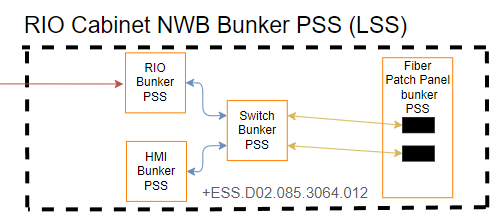 RIO Cabinet NWB Bunker PSS (LSS)
RIO
Bunker
PSS
Fiber
Patch Panel
bunker
PSS
Switch
Bunker
PSS
HMI
Bunker
PSS
+ESS.D02.085.3064.012